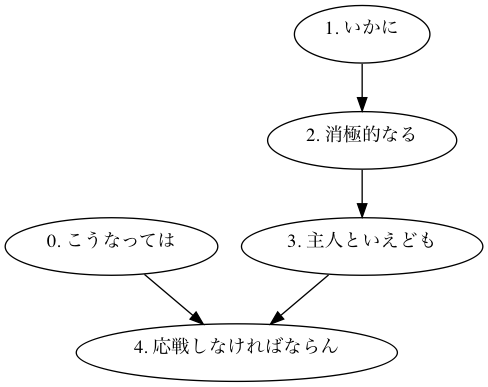 1. いかに
2. 消極的なる
0. こうなっては
3. 主人といえども
4. 応戦しなければならん